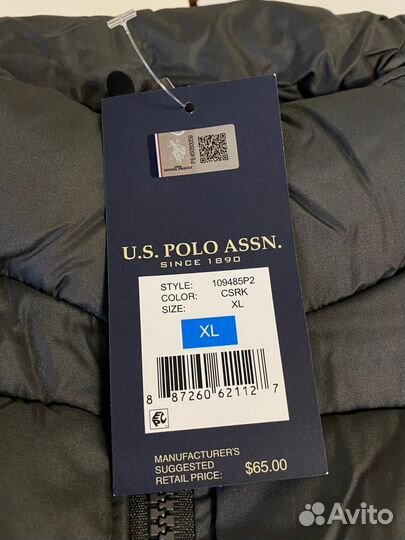 PE40292029
U.S. POLO ASSN.
SINCE 1890
STYLE: 109485P2
COLOR: CSRK
SIZE: XL
XL
8 87260 62112 7
MANUFACTURER'S
SUGGESTED
RETAIL PRICE: $65.00
Avito